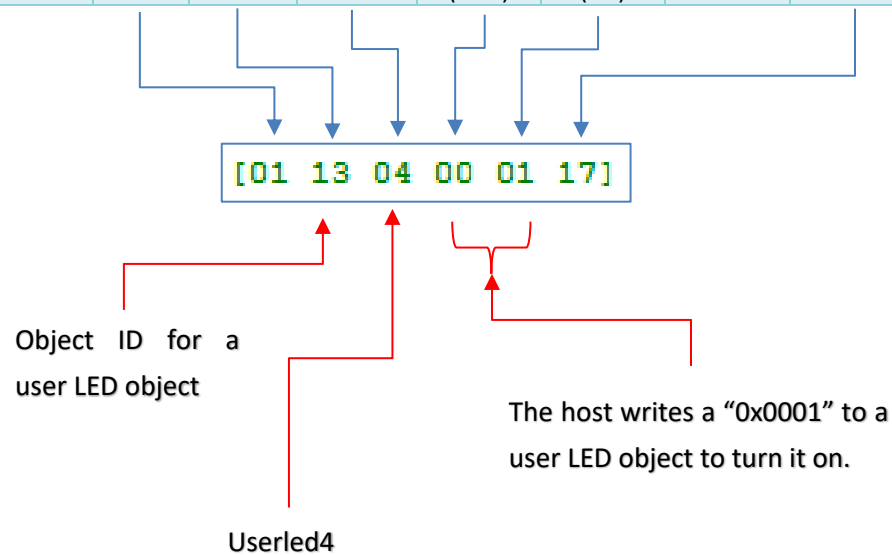 [01 13 04 00 01 17]
Object ID for a
user LED object
The host writes a “0x0001” to a
user LED object to turn it on.
Userled4